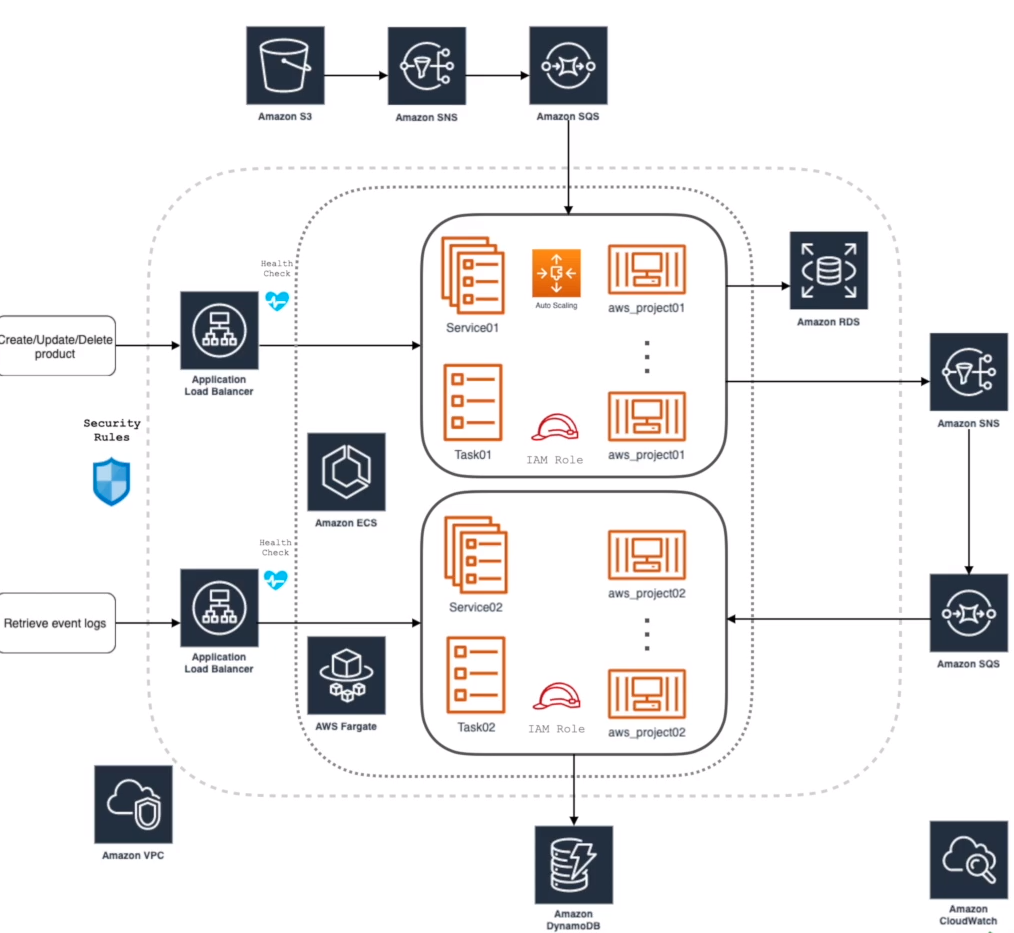 Amazon S3
Amazon SNS
Amazon SQS
Health
Check
Service01
Auto Scaling
aws_project01
Amazon RDS
Create/Update/Delete
product
Application
Load Balancer
Amazon SNS
Security
Rules
Task01
IAM Role
aws_project01
Amazon ECS
Health
Check
Service02
aws_project02
Retrieve event logs
Application
Load Balancer
Amazon SQS
AWS Fargate
Task02
IAM Role
aws_project02
Amazon VPC
Amazon
DynamoDB
Amazon
CloudWatch